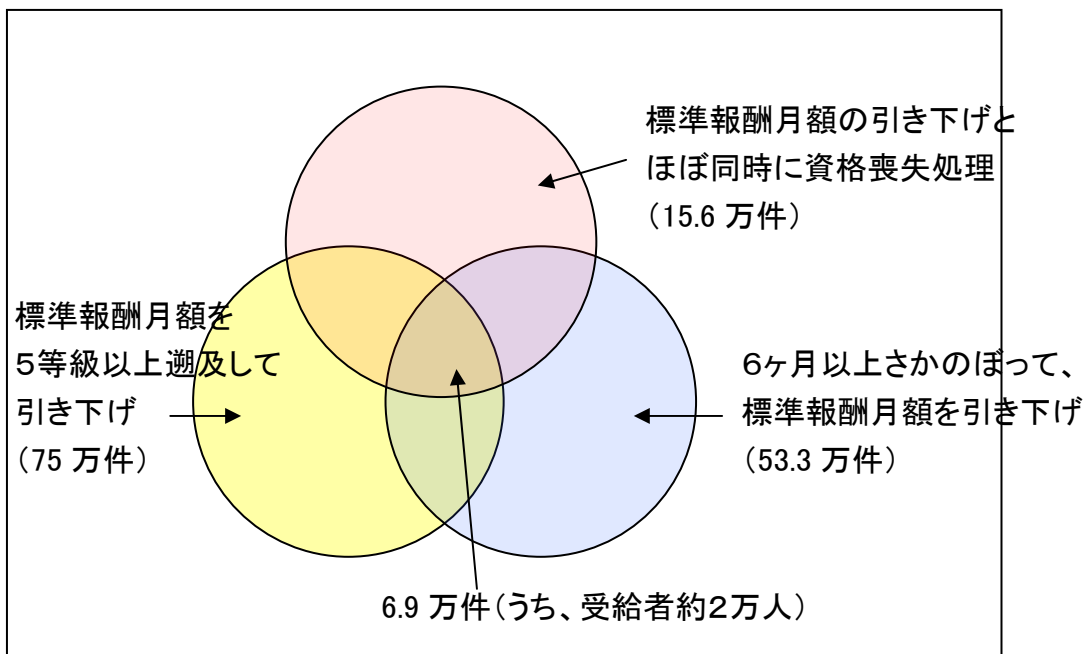 標準報酬月額の引き下げと
ほぼ同時に資格喪失処理
（15.6 万件）
標準報酬月額を
５等級以上遡及して
引き下げ
（75 万件）
６ヶ月以上さかのぼって、
標準報酬月額を引き下げ
（53.3 万件）
6.9 万件（うち、受給者約２万人）